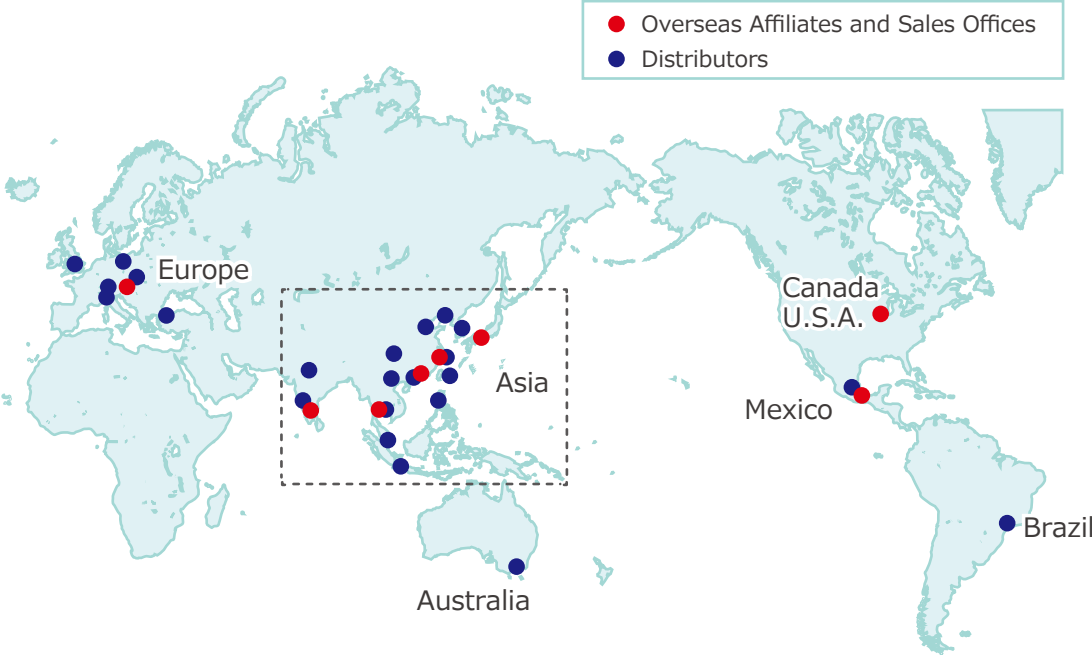 Overseas Affiliates and Sales Offices
Distributors
Europe
Canada
U.S.A.
Asia
Mexico
Brazil
Australia